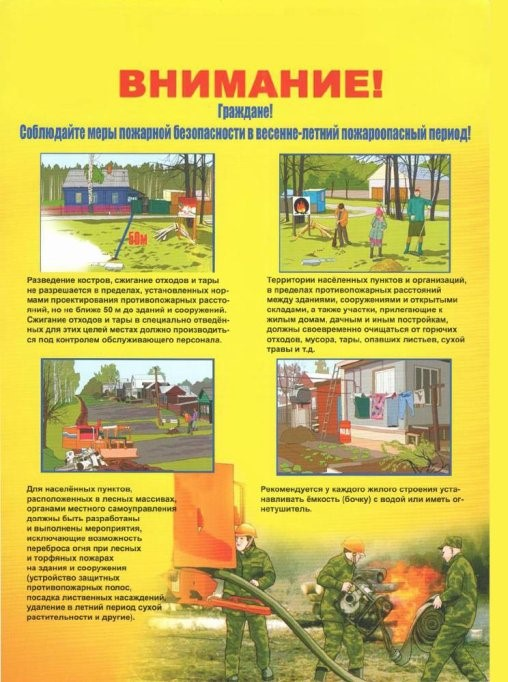 ВНИМАНИЕ!
Граждане!
Соблюдайте меры пожарной безопасности в весенне-летний пожароопасный период!
50м
Разведение костров, сжигание отходов и тары
не разрешается в пределах, установленных нор-
мами проектирования противопожарных рассто-
яний, но не ближе 50 м до зданий и сооружений.
Сжигание отходов и тары в специально отведён-
ных для этих целей местах должно производить-
ся под контролем обслуживающего персонала.
Территории населённых пунктов и организаций,
в пределах противопожарных расстояний
между зданиями, сооружениями и открытыми
складами, а также участки, прилегающие к
жилым домам, дачным и иным постройкам,
должны своевременно очищаться от горючих
отходов, мусора, тары, опавших листьев, сухой
травы и т.д.
Для населённых пунктов,
расположенных в лесных массивах,
органами местного самоуправления
должны быть разработаны
и выполнены мероприятия,
исключающие возможность
переброса огня при лесных
и торфяных пожарах
на здания и сооружения
(устройство защитных
противопожарных полос,
посадка лиственных насаждений,
удаление в летний период сухой
растительности и другие).
Рекомендуется у каждого жилого строения уста-
навливать ёмкость (бочку) с водой или иметь ог-
нетушитель.